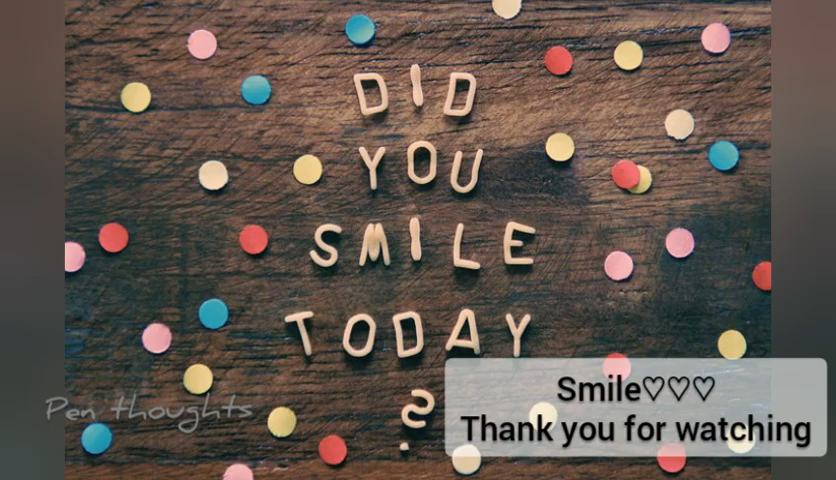 DID
YOU
SMILE
TODAY
?
Pen thoughts
Smile♡♡♡
Thank you for watching